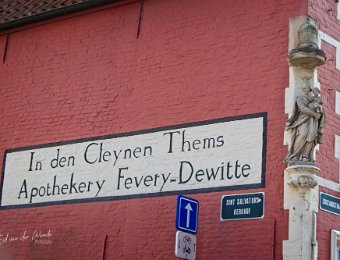 In den Cleynen Thems
Apothekery Fevery-Dewitte
SINT SALVATORS
KERKHOF